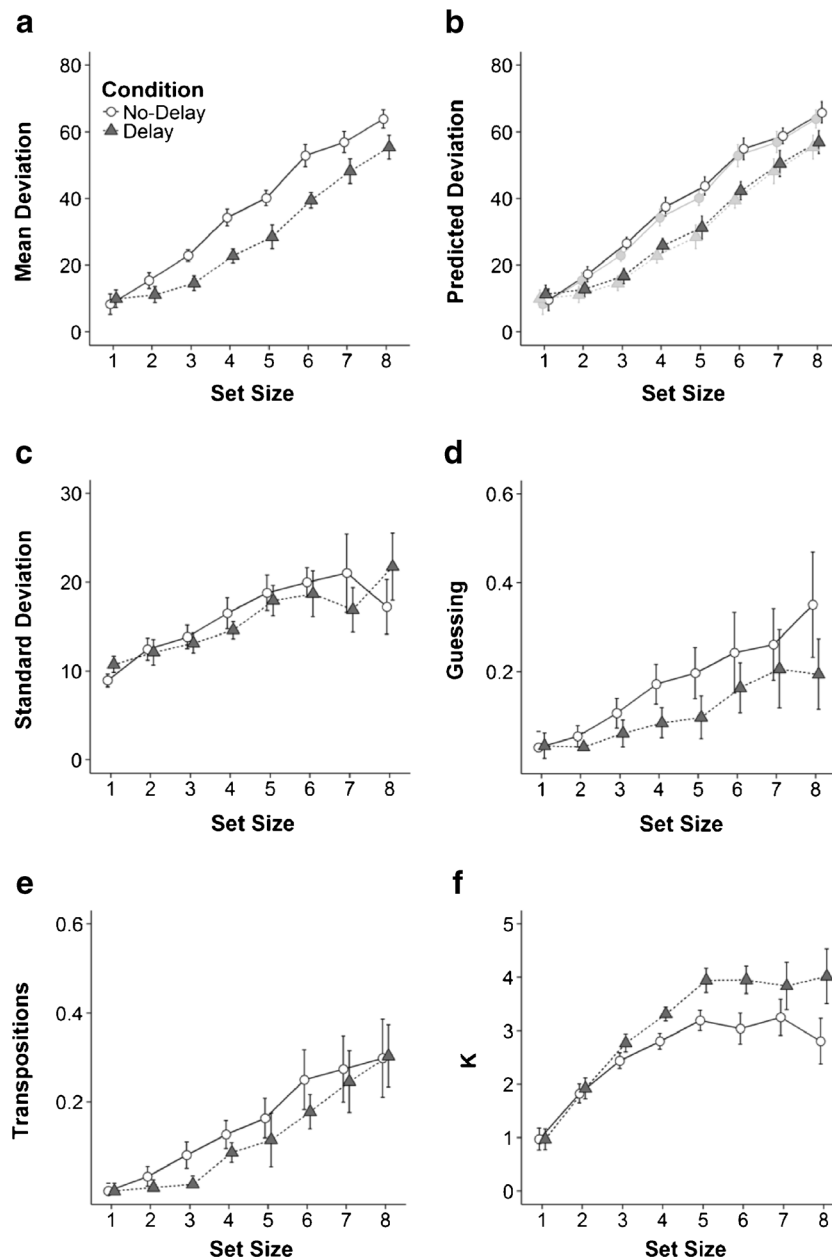 a
80
60
40
20
0
Mean Deviation
Condition
No-Delay
Delay
1 2 3 4 5 6 7 8
Set Size
b
80
60
40
20
0
Predicted Deviation
1 2 3 4 5 6 7 8
Set Size
c
30
20
10
0
Standard Deviation
1 2 3 4 5 6 7 8
Set Size
d
0.6
0.4
0.2
Guessing
1 2 3 4 5 6 7 8
Set Size
e
0.6
0.4
0.2
Transpositions
1 2 3 4 5 6 7 8
Set Size
f
5
4
3
2
1
0
K
1 2 3 4 5 6 7 8
Set Size